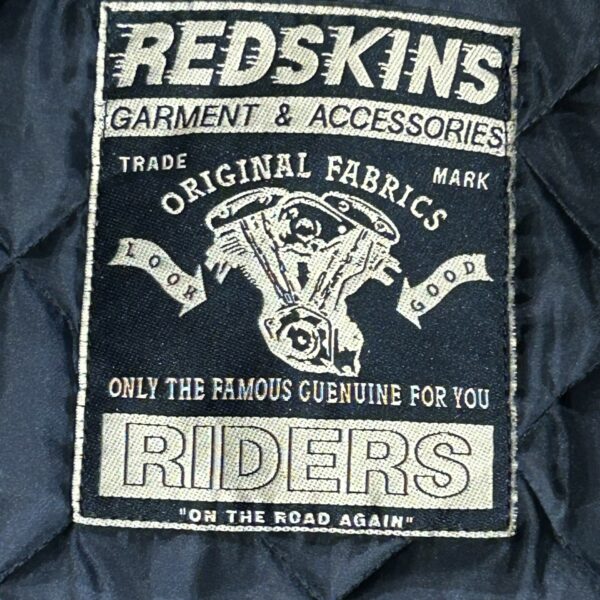 REDSKINS
GARMENT & ACCESSORIES
TRADE MARK
ORIGINAL FABRICS
LOOK GOOD
ONLY THE FAMOUS GUENUINE FOR YOU
RIDERS
"ON THE ROAD AGAIN"